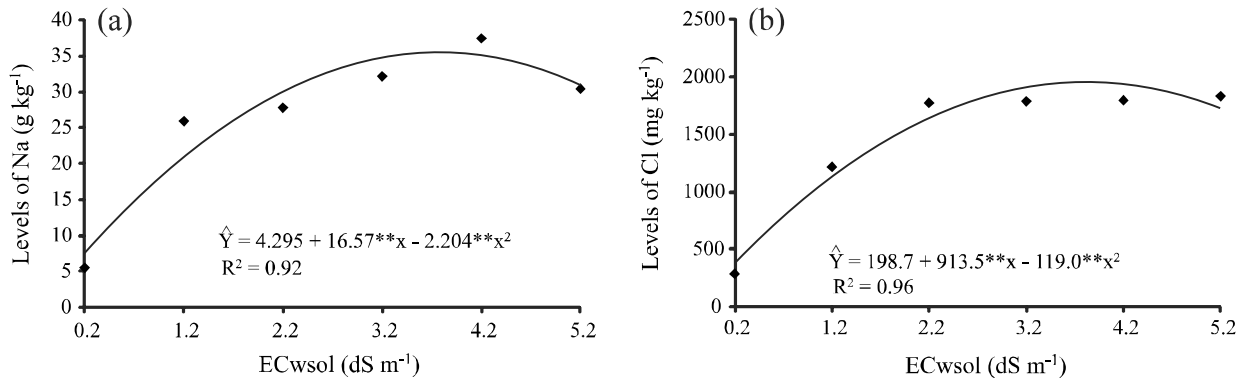 (a)
Levels of Na (g kg⁻¹)
40
35
30
25
20
15
10
5
0
0.2 1.2 2.2 3.2 4.2 5.2
ECwsol (dS m⁻¹)
Ŷ = 4.295 + 16.57**x - 2.204**x²
R² = 0.92
(b)
Levels of Cl (mg kg⁻¹)
2500
2000
1500
1000
500
0
0.2 1.2 2.2 3.2 4.2 5.2
ECwsol (dS m⁻¹)
Ŷ = 198.7 + 913.5**x - 119.0**x²
R² = 0.96